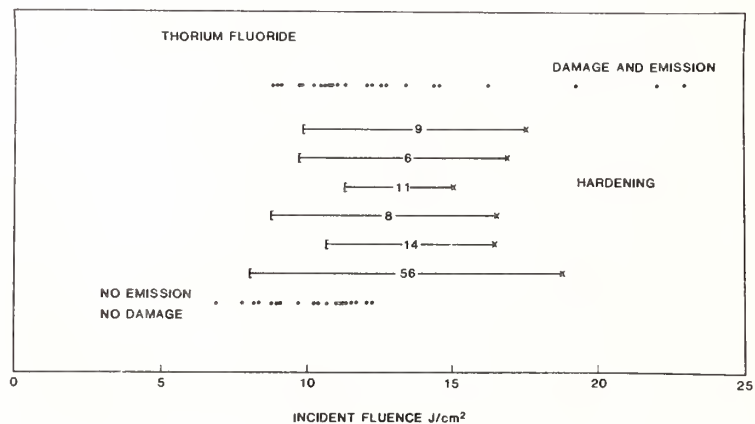 THORIUM FLUORIDE
DAMAGE AND EMISSION
9
6
11
HARDENING
8
14
56
NO EMISSION
NO DAMAGE
0 5 10 15 20 25
INCIDENT FLUENCE J/cm²